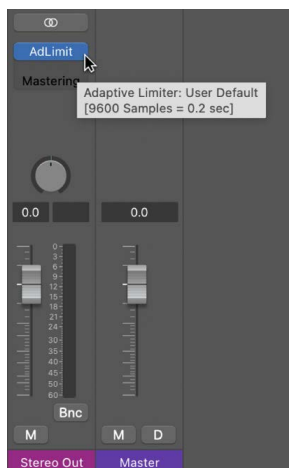 AdLimit
Mastering
Adaptive Limiter: User Default
[9600 Samples = 0.2 sec]
0.0
0.0
0
3
6
9
12
15
18
21
24
30
35
40
45
50
60
Bnc
M
M D
Stereo Out
Master